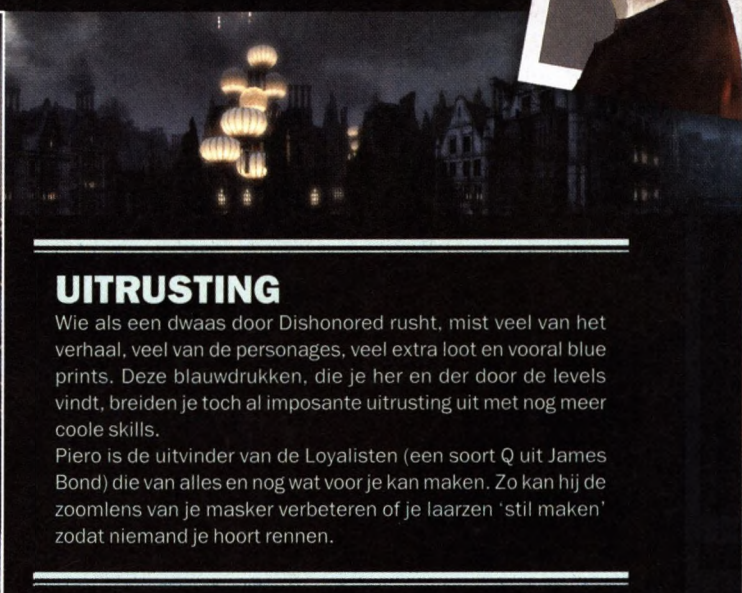 UITRUSTING
Wie als een dwaas door Dishonored rusht, mist veel van het
verhaal, veel van de personages, veel extra loot en vooral blue
prints. Deze blauwdrukken, die je her en der door de levels
vindt, breiden je toch al imposante uitrusting uit met nog meer
coole skills.
Piero is de uitvinder van de Loyalisten (een soort Q uit James
Bond) die van alles en nog wat voor je kan maken. Zo kan hij de
zoomlens van je masker verbeteren of je laarzen 'stil maken'
zodat niemand je hoort rennen.